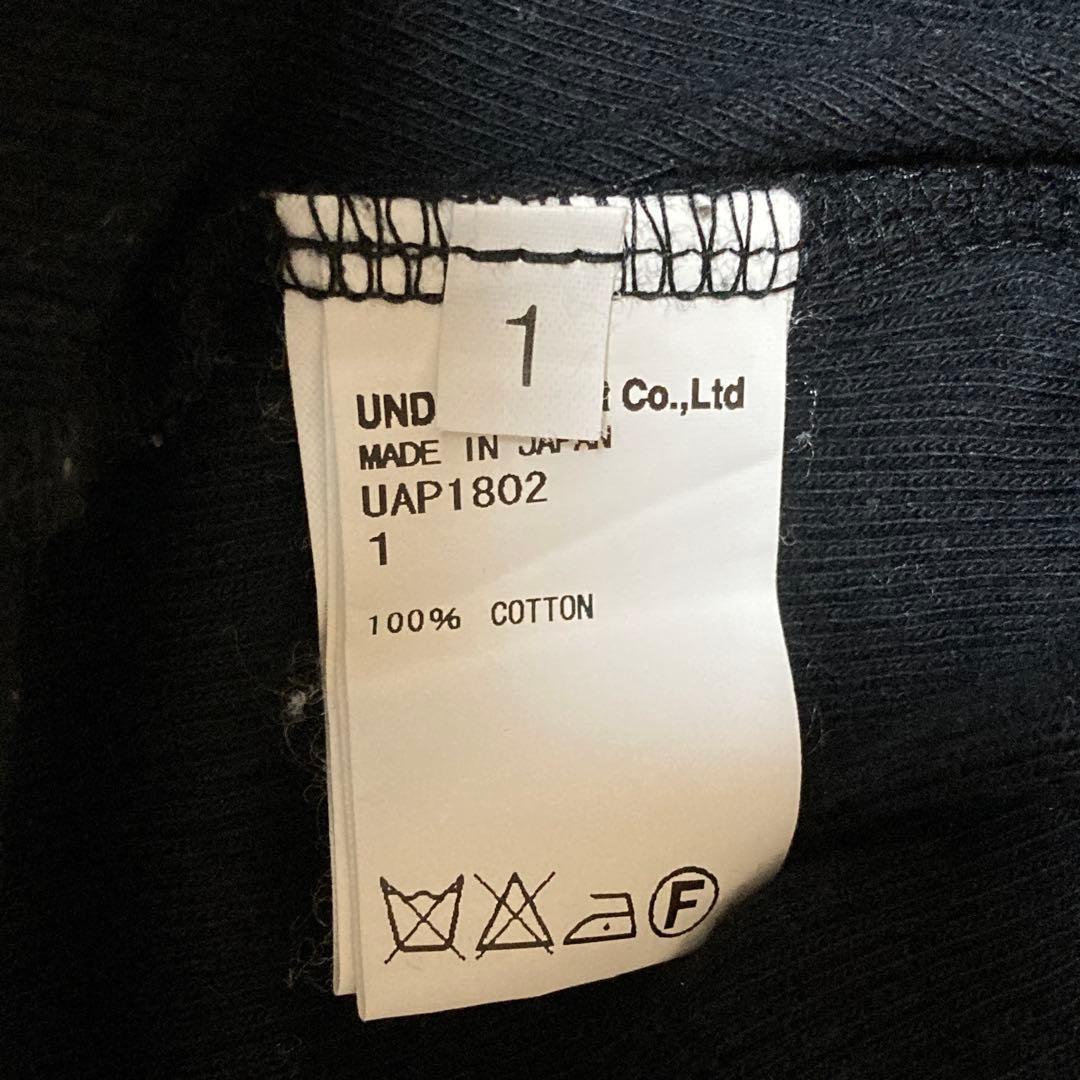 1
UND Co.,Ltd
MADE IN JAPAN
UAP1802
1
100% COTTON
F